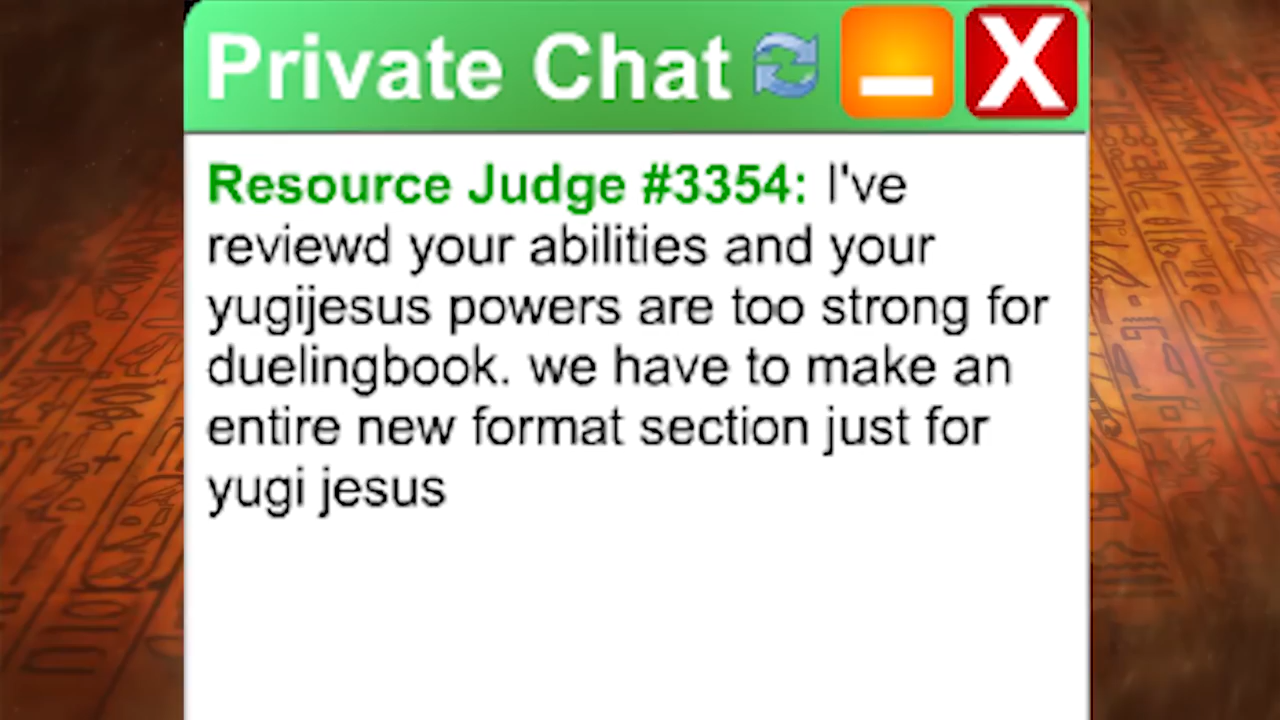 Private Chat
Resource Judge #3354: I've
reviewd your abilities and your
yugijesus powers are too strong for
duelingbook. we have to make an
entire new format section just for
yugi jesus